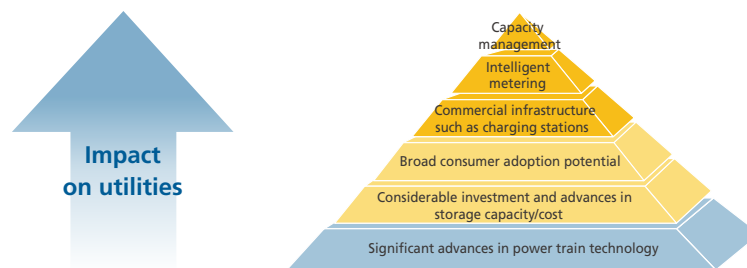 Capacity
management
Intelligent
metering
Commercial infrastructure
such as charging stations
Impact
on utilities
Broad consumer adoption potential
Considerable investment and advances in
storage capacity/cost
Significant advances in power train technology